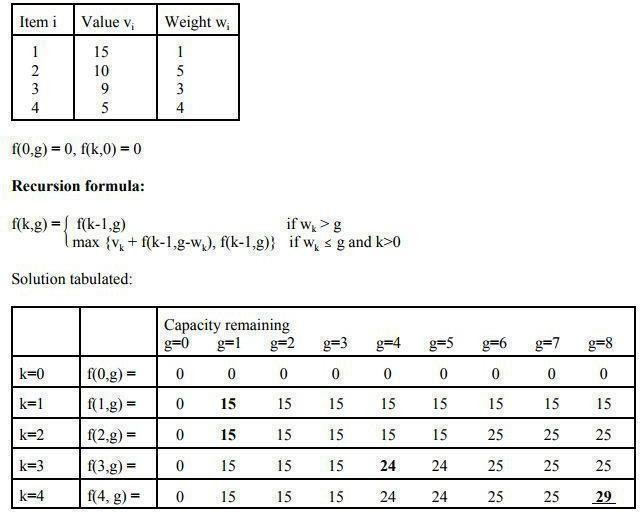 Item i Value vᵢ Weight wᵢ
1 15 1
2 10 5
3 9 3
4 5 4
f(0,g) = 0, f(k,0) = 0
Recursion formula:
f(k,g) = { f(k-1,g) if wₖ > g
max {vₖ + f(k-1,g-wₖ), f(k-1,g)} if wₖ ≤ g and k>0
Solution tabulated:
Capacity remaining
g=0 g=1 g=2 g=3 g=4 g=5 g=6 g=7 g=8
k=0 f(0,g) = 0 0 0 0 0 0 0 0 0
k=1 f(1,g) = 0 15 15 15 15 15 15 15 15
k=2 f(2,g) = 0 15 15 15 15 15 25 25 25
k=3 f(3,g) = 0 15 15 15 24 24 25 25 25
k=4 f(4, g) = 0 15 15 15 24 24 25 25 29